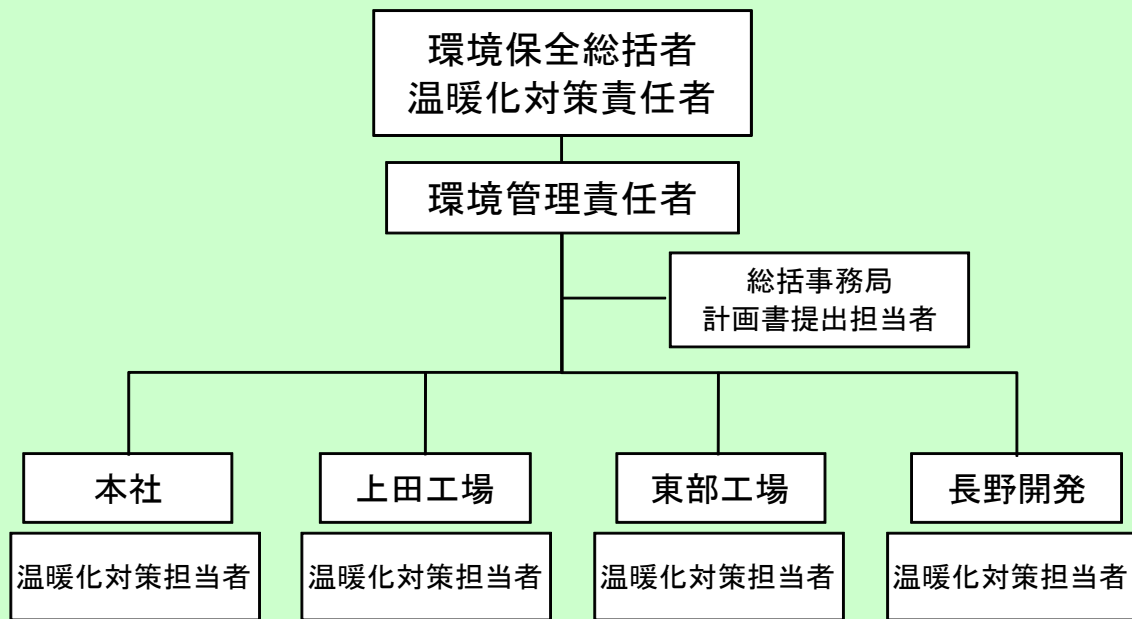 環境保全総括者
温暖化対策責任者
環境管理責任者
総括事務局
計画書提出担当者
本社
上田工場
東部工場
長野開発
温暖化対策担当者
温暖化対策担当者
温暖化対策担当者
温暖化対策担当者